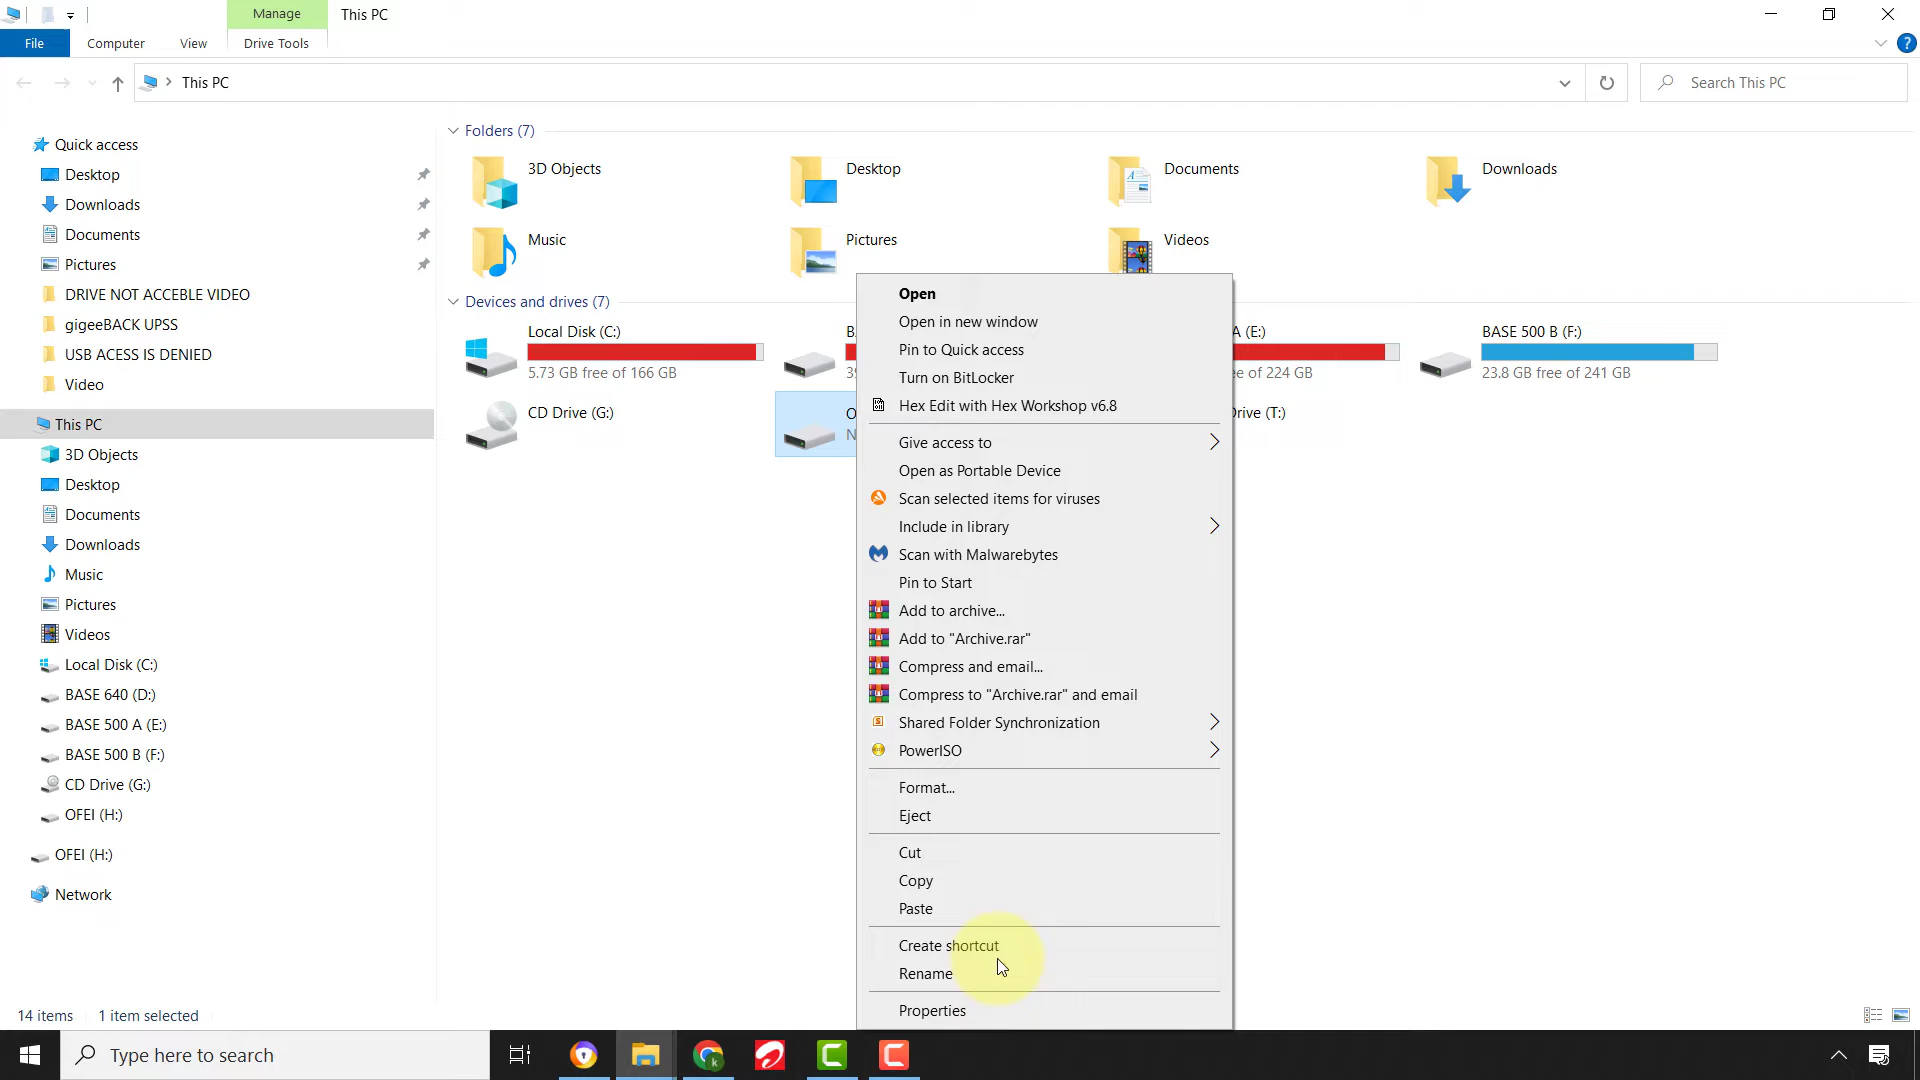 Manage
This PC
File
Computer
View
Drive Tools
?
This PC
Search This PC
Quick access
Desktop
Downloads
Documents
Pictures
DRIVE NOT ACCEBLE VIDEO
gigeeBACK UPSS
USB ACESS IS DENIED
Video
This PC
3D Objects
Desktop
Documents
Downloads
Music
Pictures
Videos
Local Disk (C:)
BASE 640 (D:)
BASE 500 A (E:)
BASE 500 B (F:)
CD Drive (G:)
OFEI (H:)
OFEI (H:)
Network
Folders (7)
3D Objects
Desktop
Documents
Downloads
Music
Pictures
Videos
Devices and drives (7)
Local Disk (C:)
5.73 GB free of 166 GB
B
39
A (E:)
ee of 224 GB
BASE 500 B (F:)
23.8 GB free of 241 GB
CD Drive (G:)
O
N
Drive (T:)
Open
Open in new window
Pin to Quick access
Turn on BitLocker
Hex Edit with Hex Workshop v6.8
Give access to
Open as Portable Device
Scan selected items for viruses
Include in library
Scan with Malwarebytes
Pin to Start
Add to archive...
Add to "Archive.rar"
Compress and email...
Compress to "Archive.rar" and email
Shared Folder Synchronization
PowerISO
Format...
Eject
Cut
Copy
Paste
Create shortcut
Rename
Properties
14 items
1 item selected
Type here to search